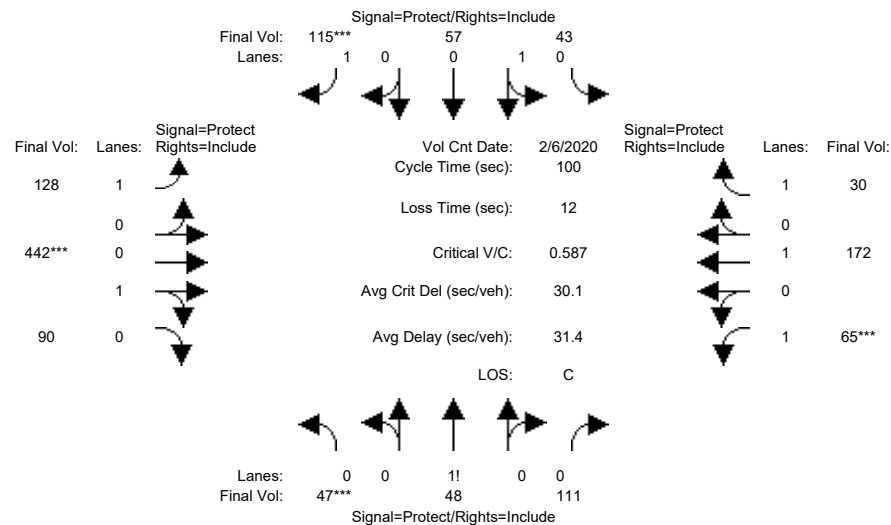 Signal=Protect/Rights=Include
Final Vol: 115*** 57 43
Lanes: 1 0 0 1 0
Signal=Protect Signal=Protect
Final Vol: Lanes: Rights=Include Vol Cnt Date: 2/6/2020 Rights=Include Lanes: Final Vol:
Cycle Time (sec): 100
128 1 1 30
Loss Time (sec): 12
0 0
442*** 0 Critical V/C: 0.587 1 172
1 Avg Crit Del (sec/veh): 30.1 0
90 0 Avg Delay (sec/veh): 31.4 1 65***
LOS: C
Lanes: 0 0 1! 0 0
Final Vol: 47*** 48 111
Signal=Protect/Rights=Include